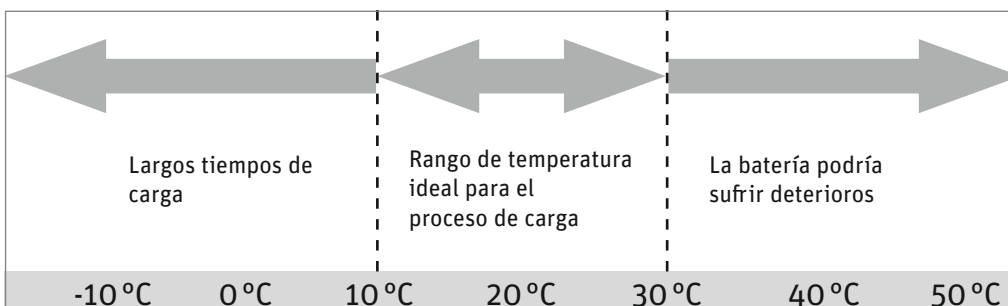 Largos tiempos de
carga
Rango de temperatura
ideal para el
proceso de carga
La batería podría
sufrir deterioros
-10 °C 0 °C 10 °C 20 °C 30 °C 40 °C 50 °C